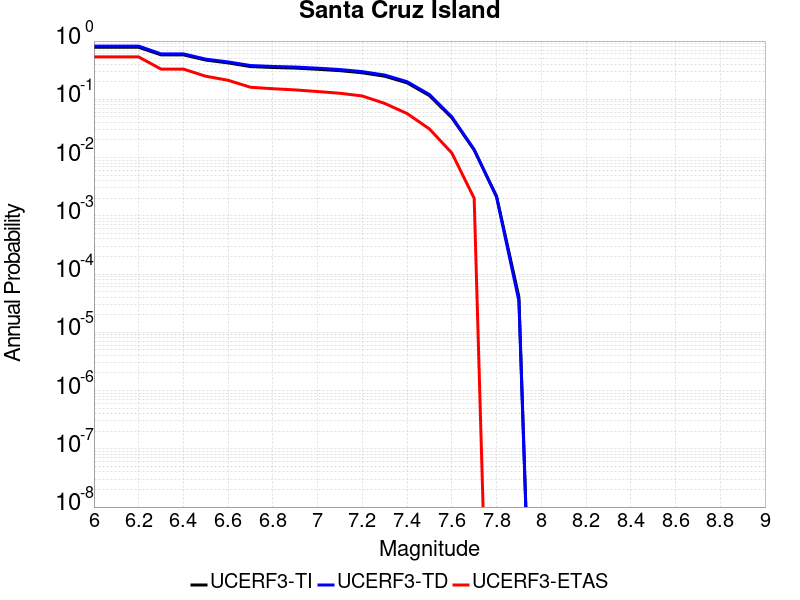 Santa Cruz Island
10^0
10^-1
10^-2
10^-3
10^-4
10^-5
10^-6
10^-7
10^-8
Annual Probability
6 6.2 6.4 6.6 6.8 7 7.2 7.4 7.6 7.8 8 8.2 8.4 8.6 8.8 9
Magnitude
UCERF3-TI UCERF3-TD UCERF3-ETAS